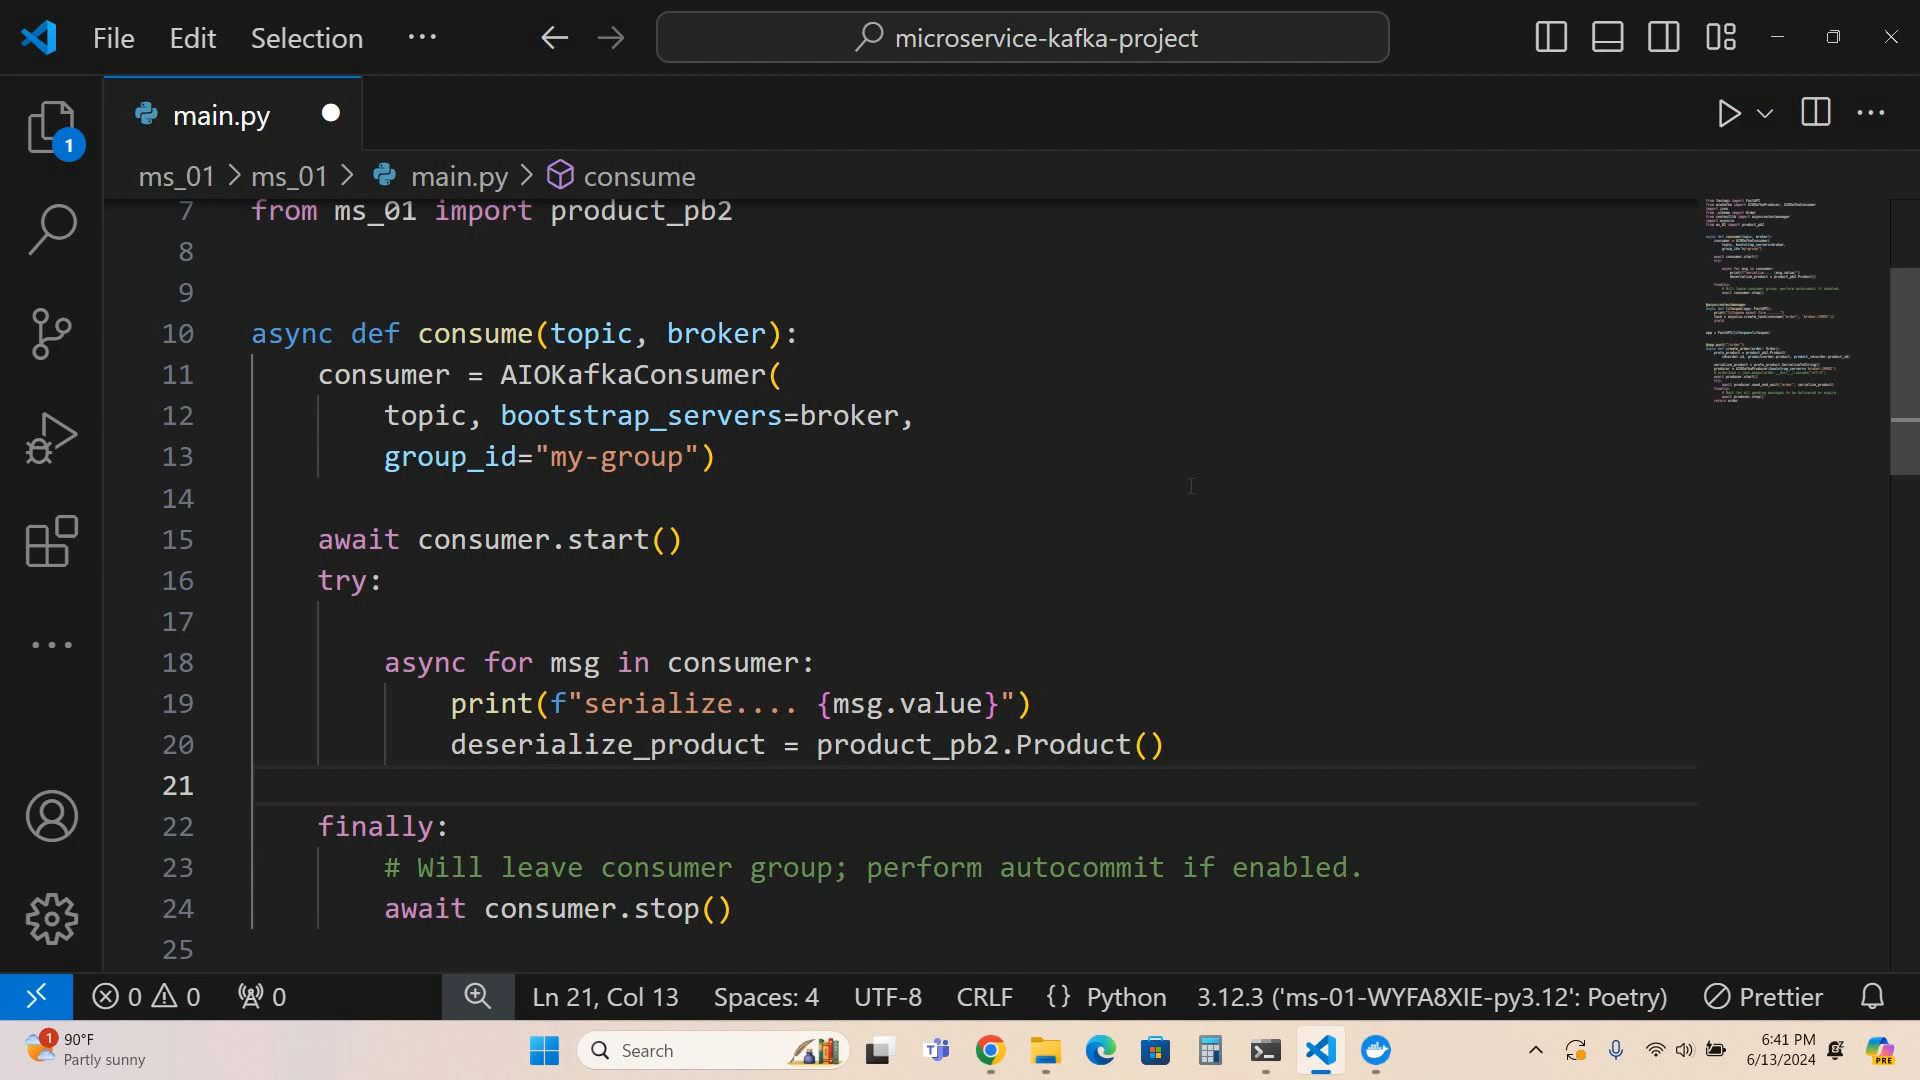 File Edit Selection ···
microservice-kafka-project
1
main.py
ms_01 > ms_01 > main.py > consume
7 from ms_01 import product_pb2
8
9
10 async def consume(topic, broker):
11 consumer = AIOKafkaConsumer(
12 topic, bootstrap_servers=broker,
13 group_id="my-group")
14
15 await consumer.start()
16 try:
17
18 async for msg in consumer:
19 print(f"serialize.... {msg.value}")
20 deserialize_product = product_pb2.Product()
21
22 finally:
23 # Will leave consumer group; perform autocommit if enabled.
24 await consumer.stop()
25
0 0 0 Ln 21, Col 13 Spaces: 4 UTF-8 CRLF {} Python 3.12.3 ('ms-01-WYFA8XIE-py3.12': Poetry) Prettier
1
90°F
Partly sunny
Search
6:41 PM
6/13/2024
PRE